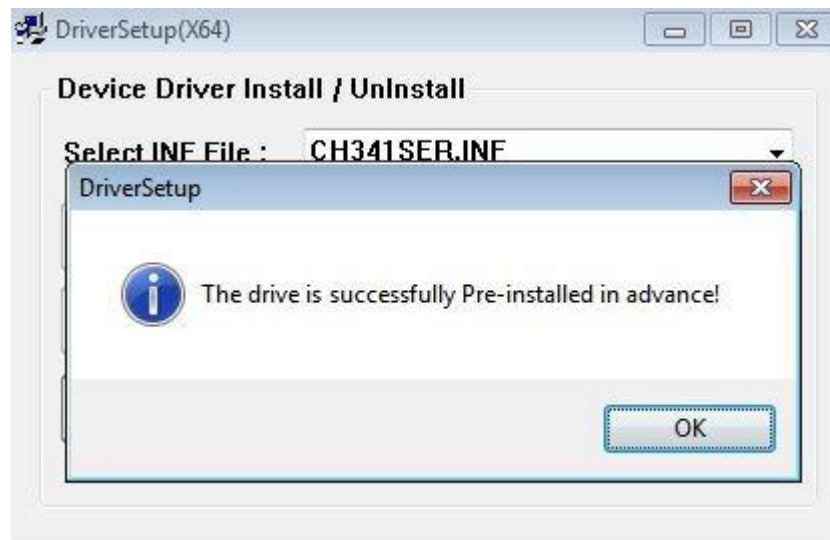 DriverSetup(X64)
Device Driver Install / UnInstall
Select INF File : CH341SER.INF
DriverSetup
The drive is successfully Pre-installed in advance!
OK